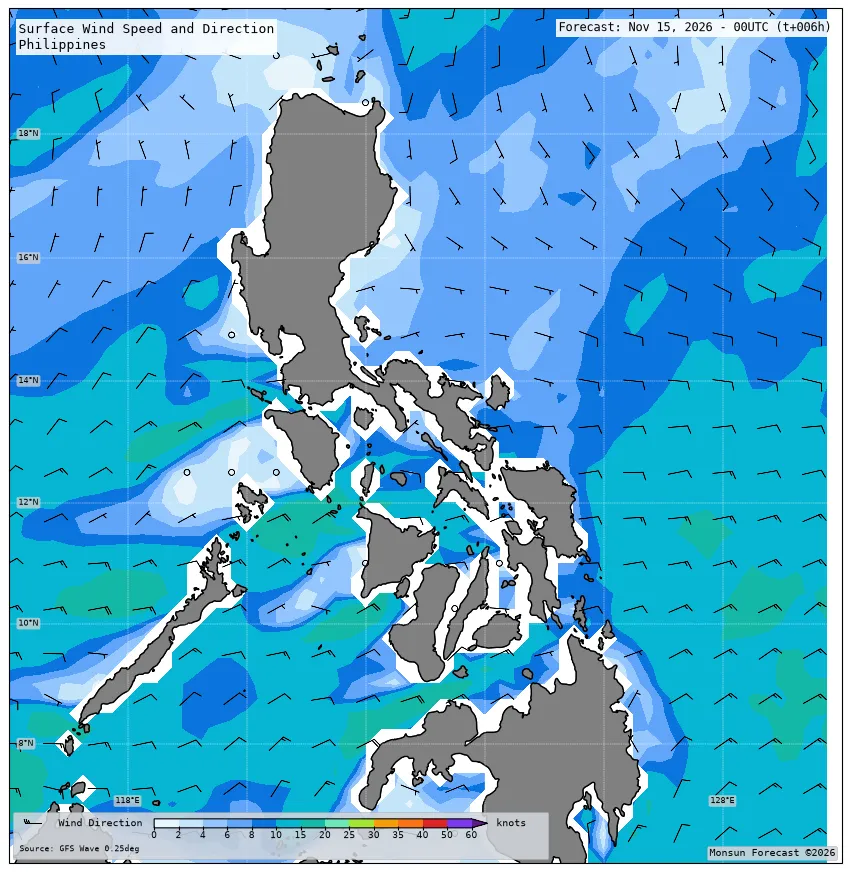 Surface Wind Speed and Direction
Philippines
Forecast: Nov 15, 2026 - 00UTC (t+006h)
18°N
16°N
14°N
12°N
10°N
8°N
118°E
128°E
Wind Direction
0 2 4 6 8 10 15 20 25 30 35 40 50 60
knots
Source: GFS Wave 0.25deg
Monsun Forecast ©2026